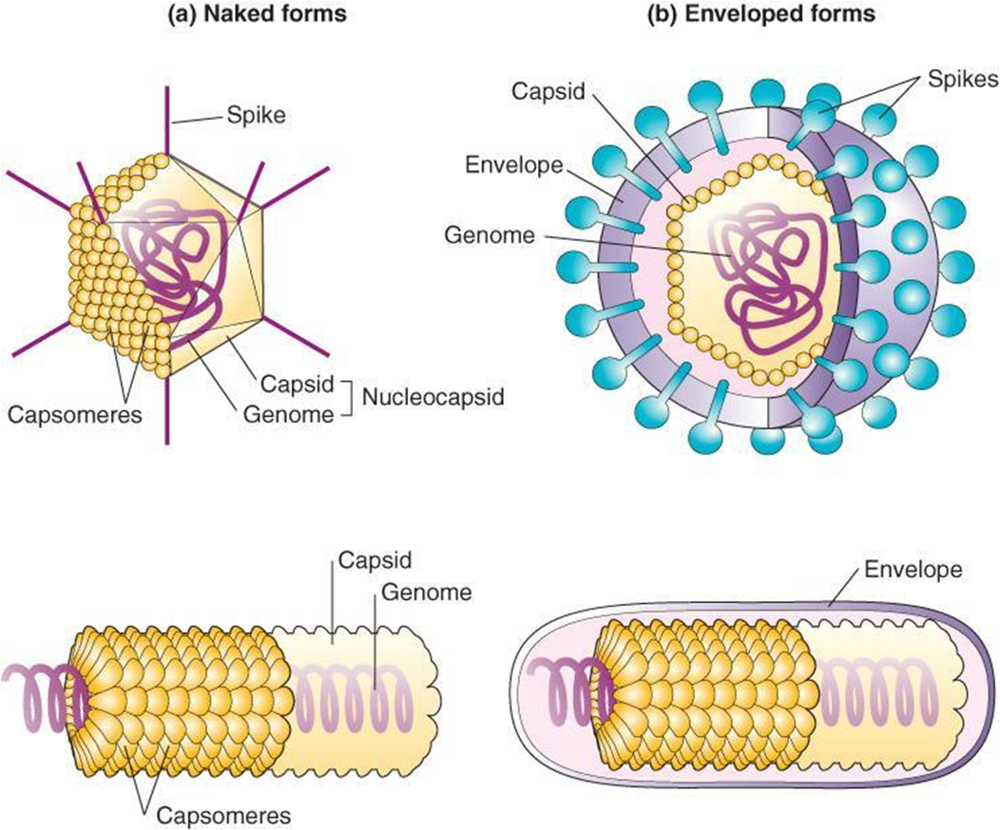 (a) Naked forms
(b) Enveloped forms
Spike
Capsid
Genome
Nucleocapsid
Capsomeres
Spikes
Capsid
Envelope
Genome
Capsid
Genome
Capsomeres
Envelope